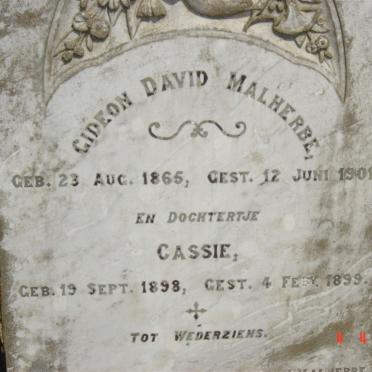 GIDEON DAVID MALHERBE,
GEB. 23 AUG. 1865, GEST. 12 JUNI 1901
EN DOCHTERTJE
CASSIE,
GEB. 19 SEPT. 1898, GEST. 4 FEBY. 1899.
TOT WEDERZIENS.
MALHERBE